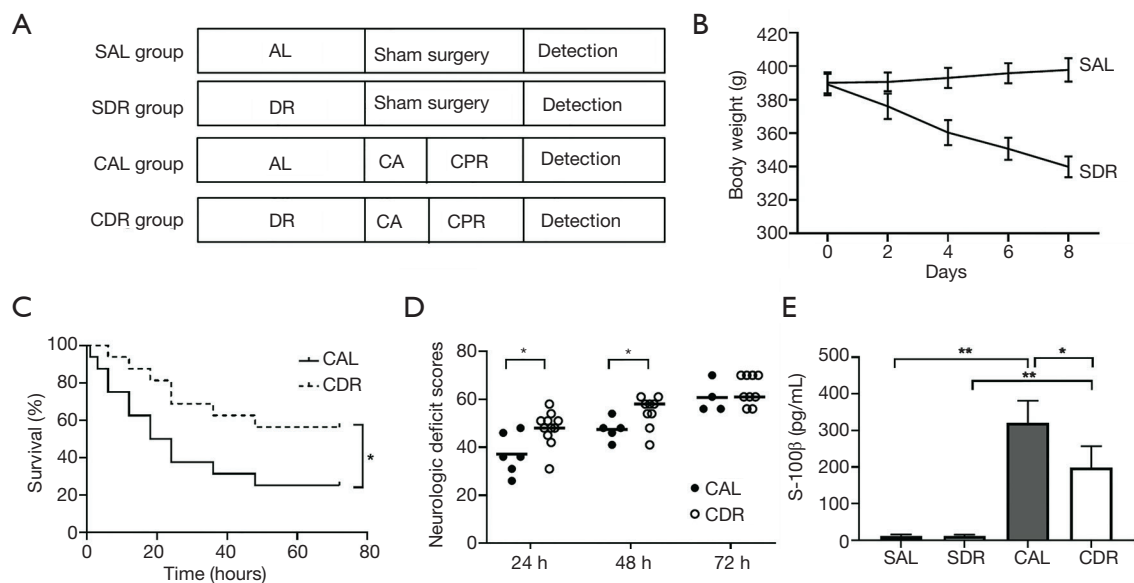 A
SAL group AL Sham surgery Detection
SDR group DR Sham surgery Detection
CAL group AL CA CPR Detection
CDR group DR CA CPR Detection
B
Body weight (g)
420
400
380
360
340
320
300
SAL
SDR
0 2 4 6 8
Days
C
Survival (%)
100
80
60
40
20
0
CAL
CDR
*
0 20 40 60 80
Time (hours)
D
Neurologic deficit scores
80
60
40
20
0
* *
CAL
CDR
24 h 48 h 72 h
E
S-100β (pg/mL)
500
400
300
200
100
0
** *
**
SAL SDR CAL CDR